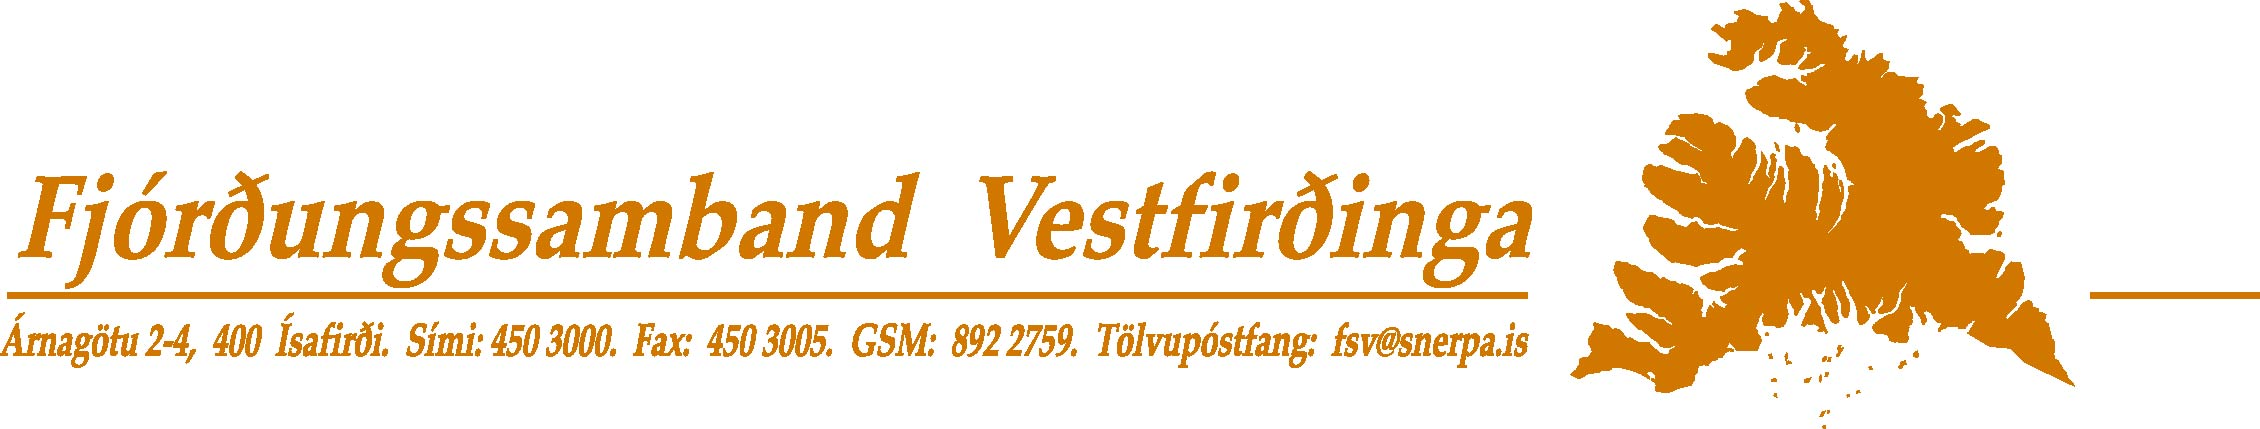 Fjórðungssamband Vestfirðinga
Árnagötu 2-4, 400 Ísafirði. Sími: 450 3000. Fax: 450 3005. GSM: 892 2759. Tölvupóstfang: fsv@snerpa.is